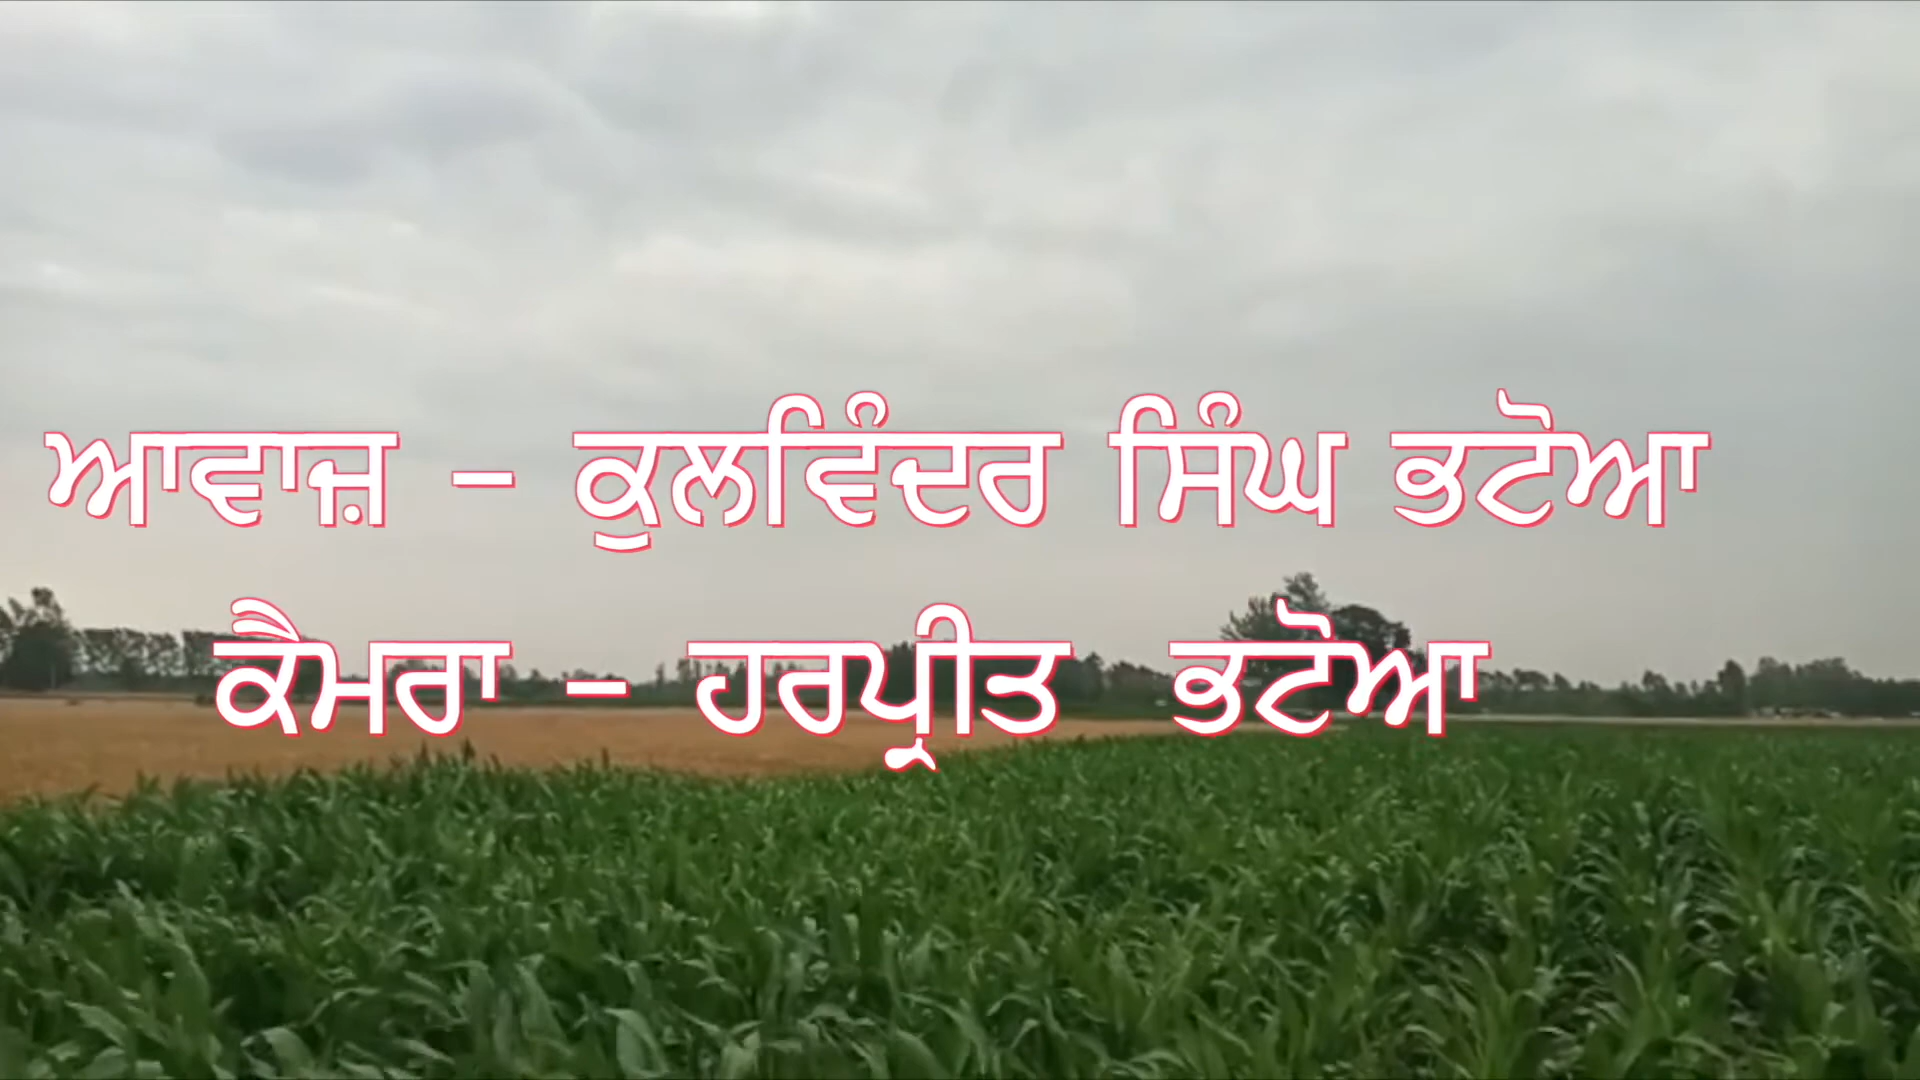 ਆਵਾਜ਼ - ਕੁਲਵਿੰਦਰ ਸਿੰਘ ਭਟੋਆ
ਕੈਮਰਾ - ਹਰਪ੍ਰੀਤ ਭਟੋਆ